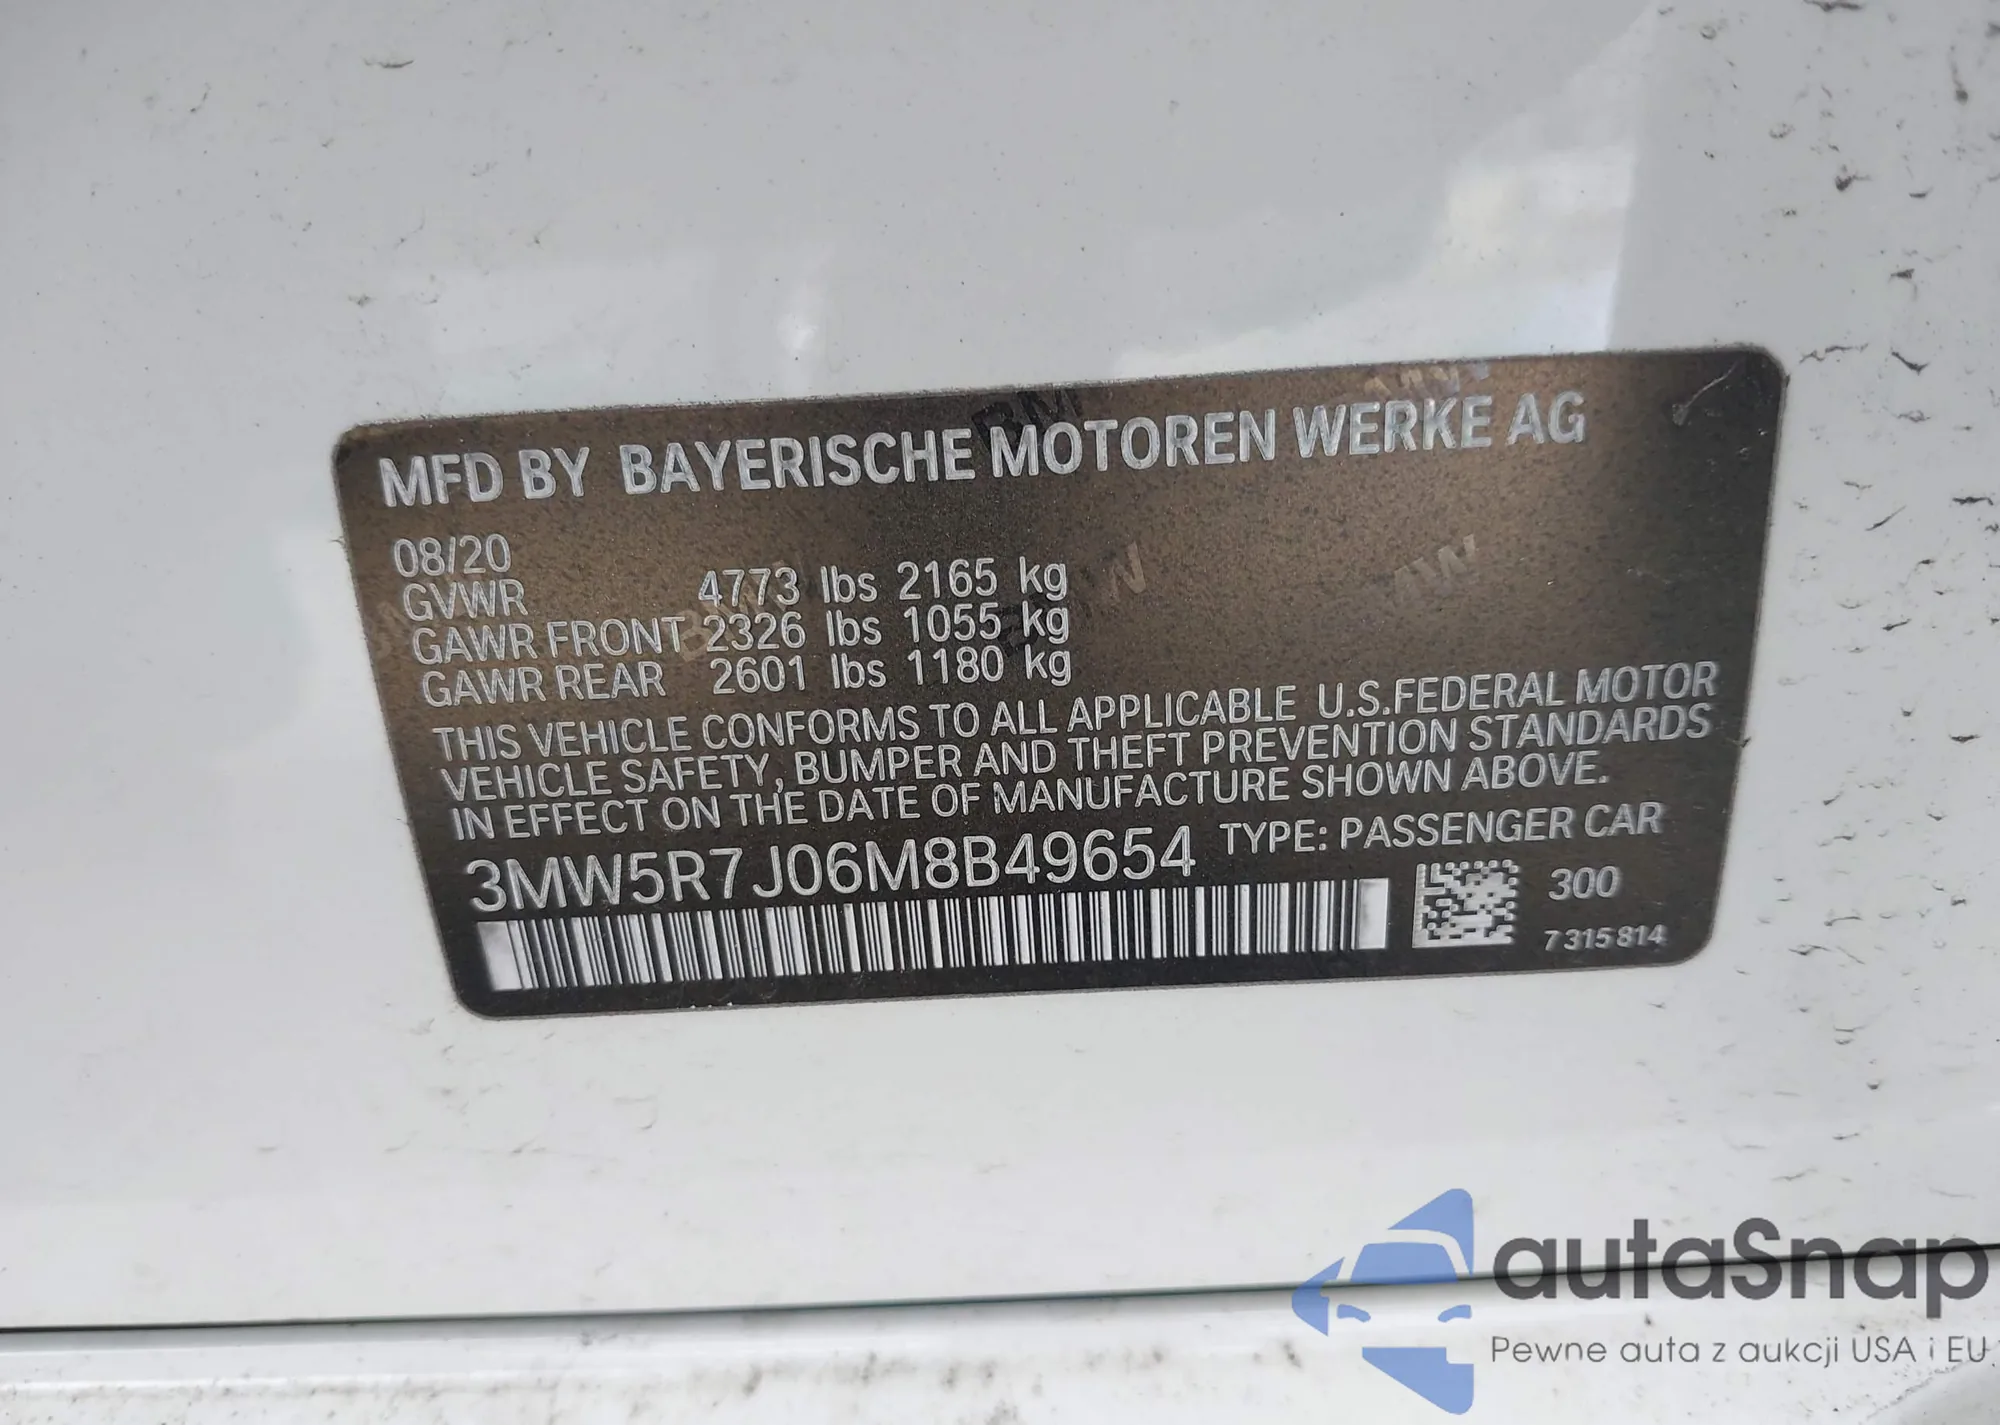 MFD BY BAYERISCHE MOTOREN WERKE AG
08/20
GVWR 4773 lbs 2165 kg
GAWR FRONT 2326 lbs 1055 kg
GAWR REAR 2601 lbs 1180 kg
THIS VEHICLE CONFORMS TO ALL APPLICABLE U.S.FEDERAL MOTOR
VEHICLE SAFETY, BUMPER AND THEFT PREVENTION STANDARDS
IN EFFECT ON THE DATE OF MANUFACTURE SHOWN ABOVE.
3MW5R7J06M8B49654 TYPE: PASSENGER CAR
300
7 315 814
autaSnap
Pewne auta z aukcji USA i EU